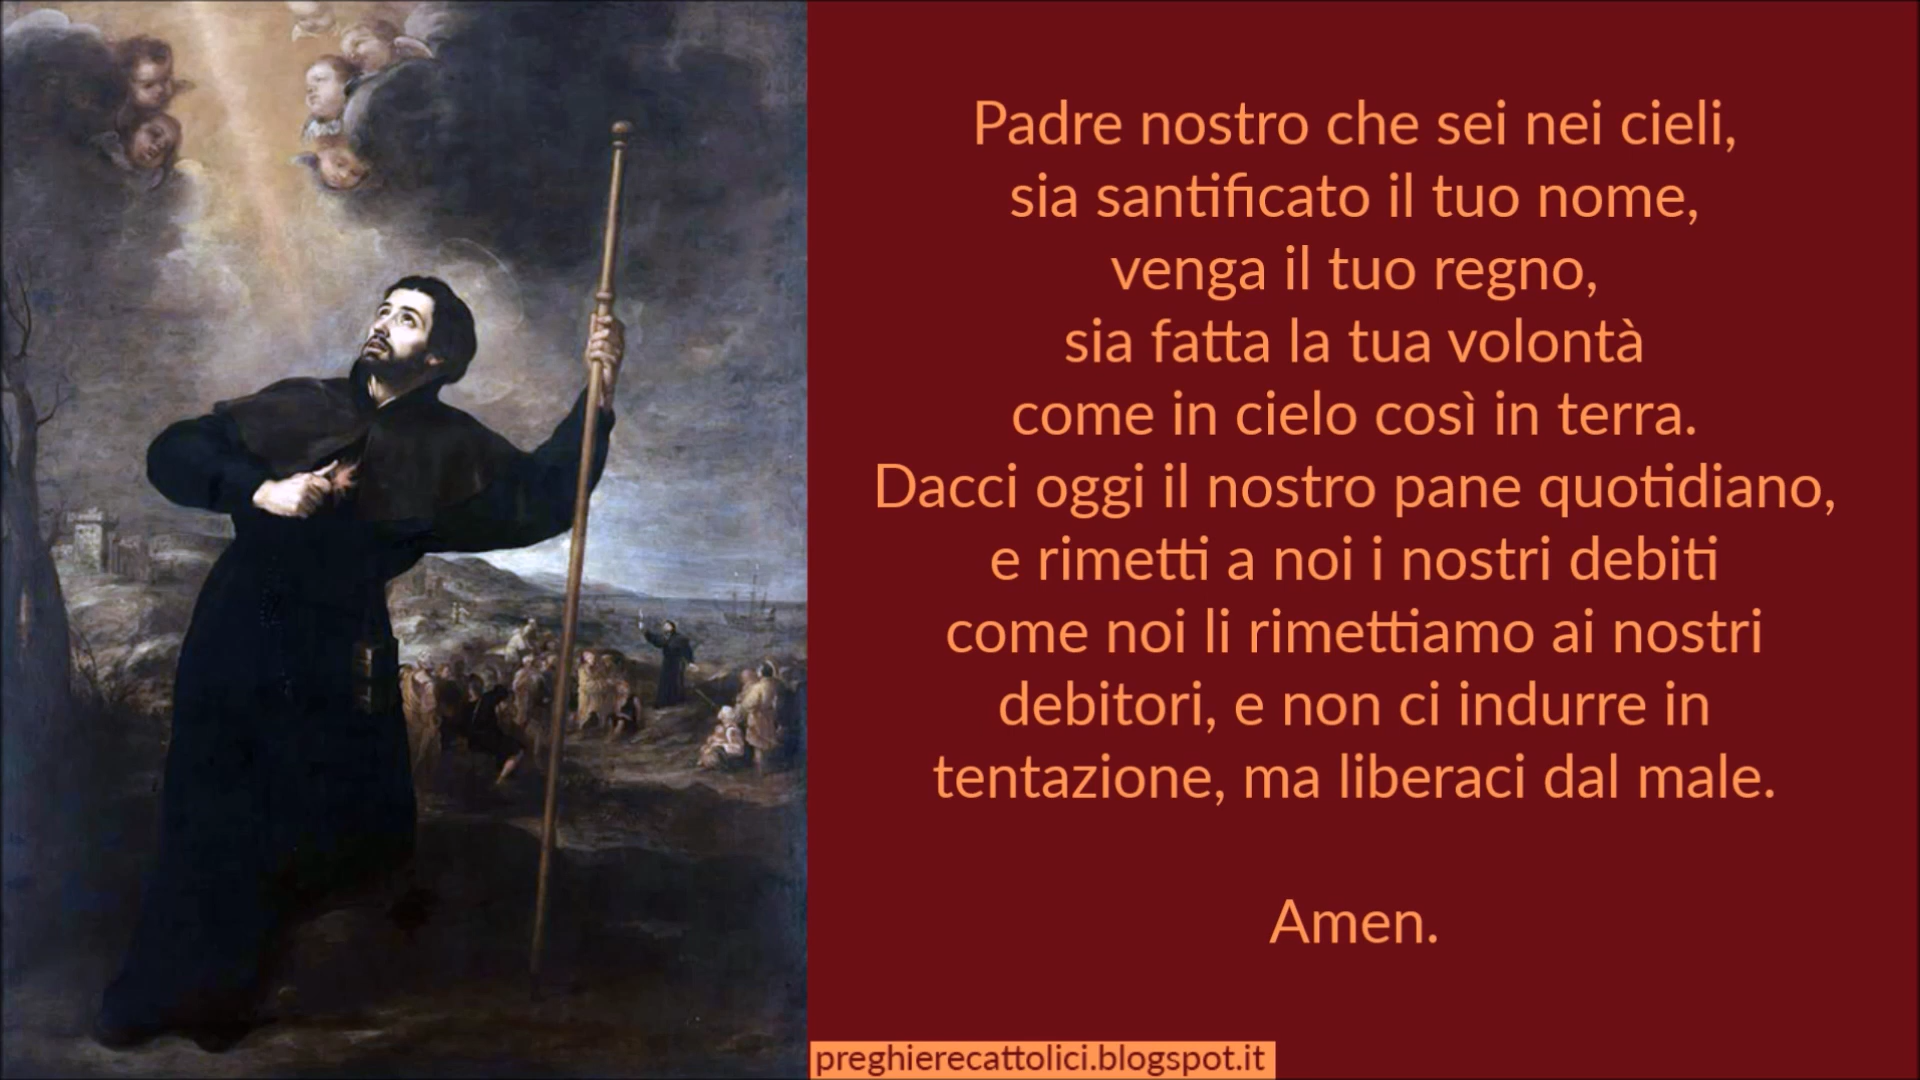 Padre nostro che sei nei cieli,
sia santificato il tuo nome,
venga il tuo regno,
sia fatta la tua volontà
come in cielo così in terra.
Dacci oggi il nostro pane quotidiano,
e rimetti a noi i nostri debiti
come noi li rimettiamo ai nostri
debitori, e non ci indurre in
tentazione, ma liberaci dal male.
Amen.
preghierecattolici.blogspot.it